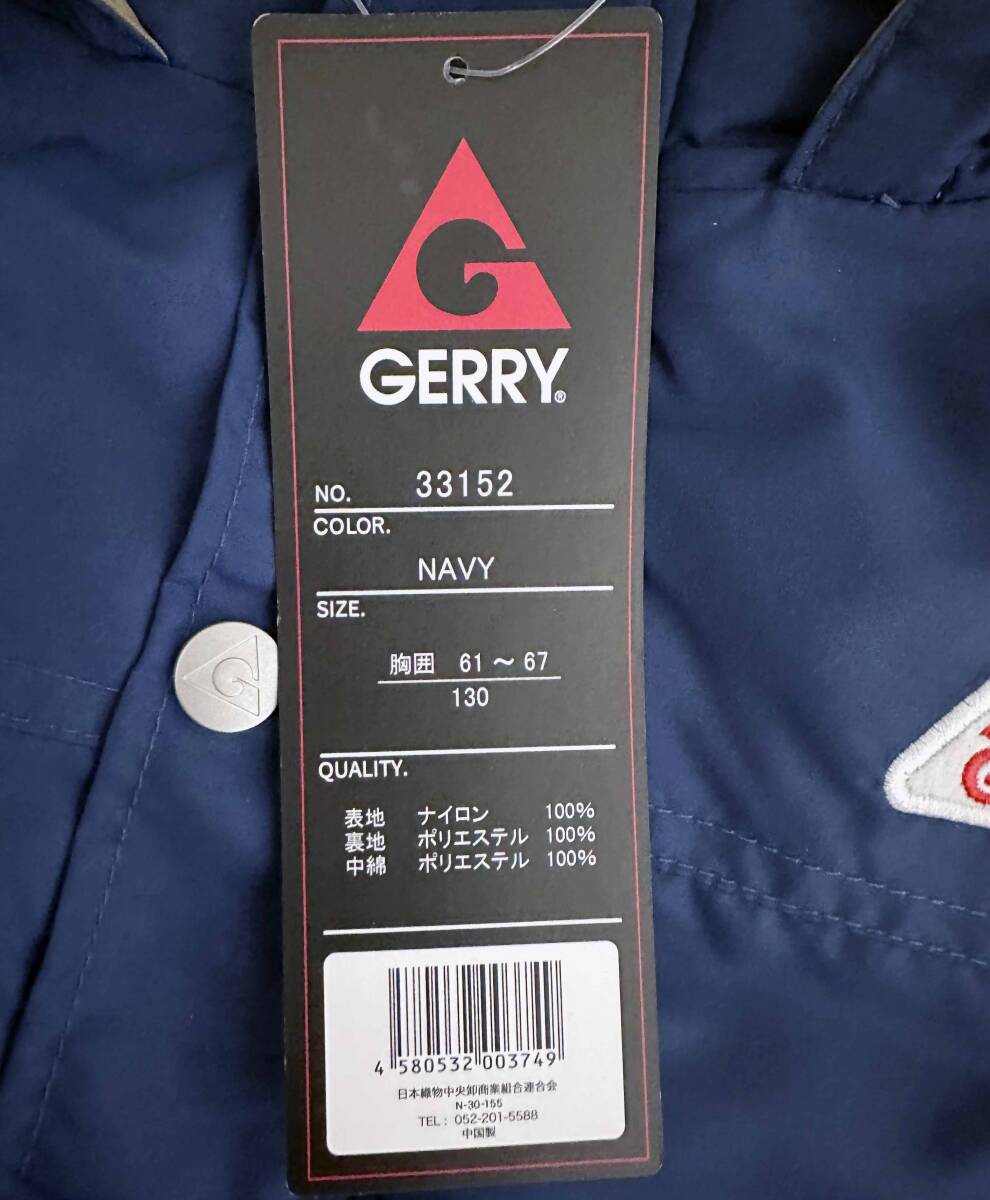 GERRY®
NO. 33152
COLOR.
NAVY
SIZE.
胸囲 61～67
130
QUALITY.
表地 ナイロン 100%
裏地 ポリエステル 100%
中綿 ポリエステル 100%
4 580532 003749
日本織物中央卸商業組合連合会
N-30-155
TEL: 052-201-5588
中国製